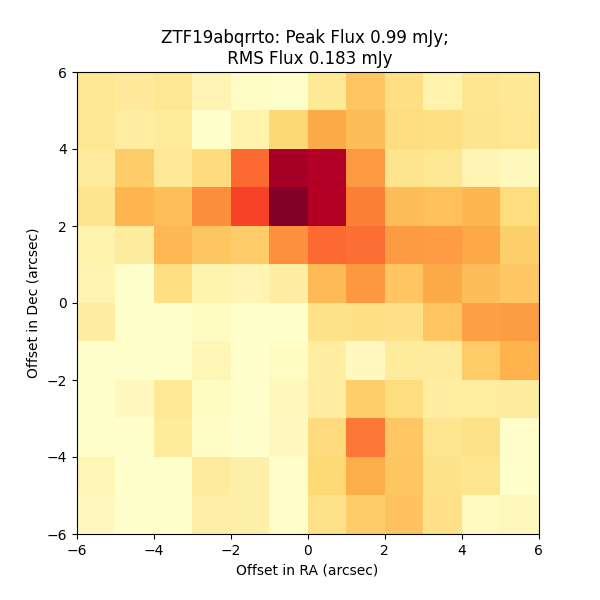 ZTF19abqrrto: Peak Flux 0.99 mJy;
RMS Flux 0.183 mJy
6
4
2
0
−2
−4
−6
Offset in Dec (arcsec)
−6 −4 −2 0 2 4 6
Offset in RA (arcsec)